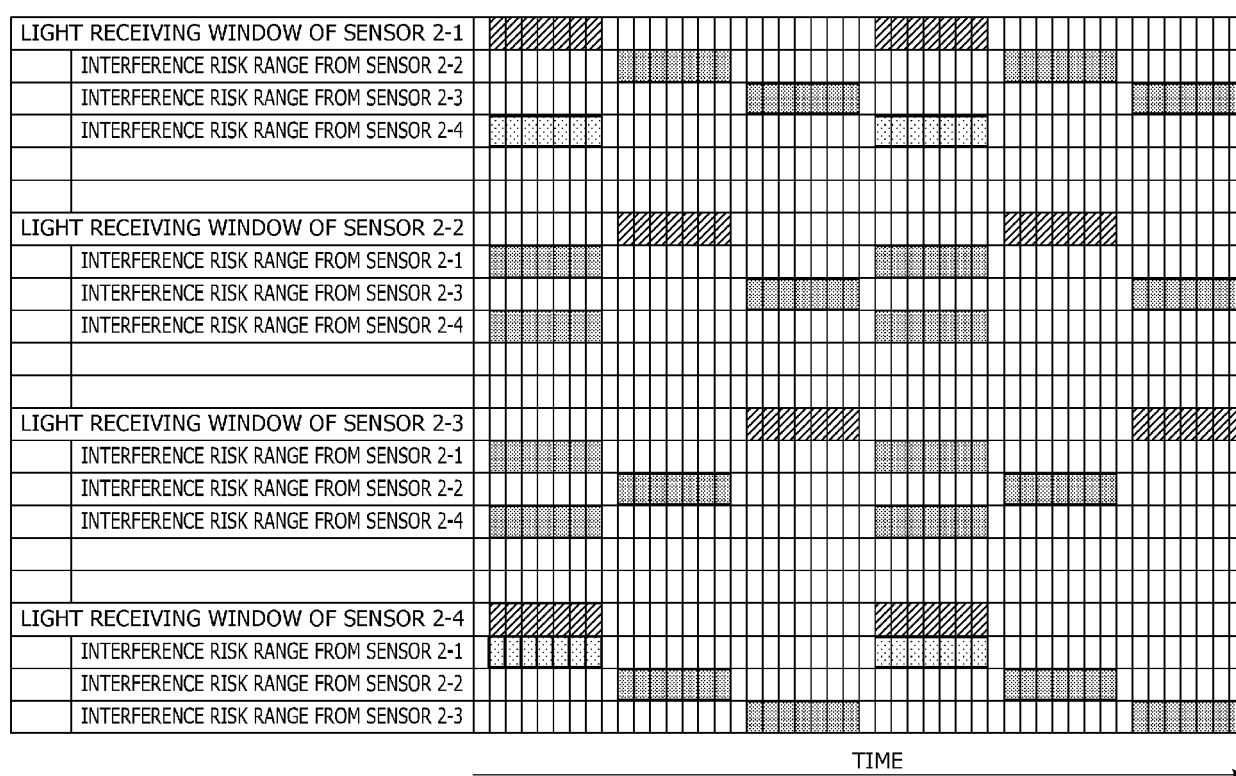 LIGHT RECEIVING WINDOW OF SENSOR 2-1
INTERFERENCE RISK RANGE FROM SENSOR 2-2
INTERFERENCE RISK RANGE FROM SENSOR 2-3
INTERFERENCE RISK RANGE FROM SENSOR 2-4
LIGHT RECEIVING WINDOW OF SENSOR 2-2
INTERFERENCE RISK RANGE FROM SENSOR 2-1
INTERFERENCE RISK RANGE FROM SENSOR 2-3
INTERFERENCE RISK RANGE FROM SENSOR 2-4
LIGHT RECEIVING WINDOW OF SENSOR 2-3
INTERFERENCE RISK RANGE FROM SENSOR 2-1
INTERFERENCE RISK RANGE FROM SENSOR 2-2
INTERFERENCE RISK RANGE FROM SENSOR 2-4
LIGHT RECEIVING WINDOW OF SENSOR 2-4
INTERFERENCE RISK RANGE FROM SENSOR 2-1
INTERFERENCE RISK RANGE FROM SENSOR 2-2
INTERFERENCE RISK RANGE FROM SENSOR 2-3
TIME